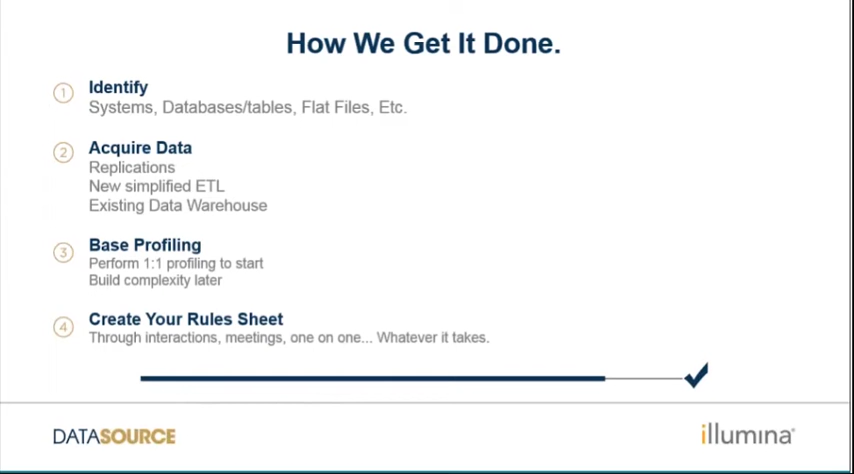 How We Get It Done.
1
Identify
Systems, Databases/tables, Flat Files, Etc.
2
Acquire Data
Replications
New simplified ETL
Existing Data Warehouse
3
Base Profiling
Perform 1:1 profiling to start
Build complexity later
4
Create Your Rules Sheet
Through interactions, meetings, one on one... Whatever it takes.
DATASOURCE
illumina®